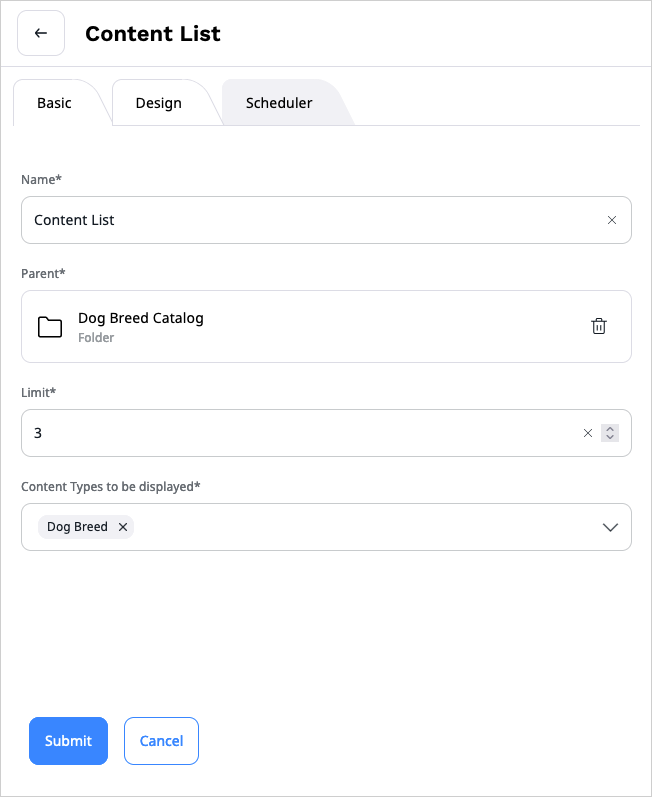 Content List
Basic
Design
Scheduler
Name*
Content List
Parent*
Dog Breed Catalog
Folder
Limit*
3
Content Types to be displayed*
Dog Breed
Submit
Cancel